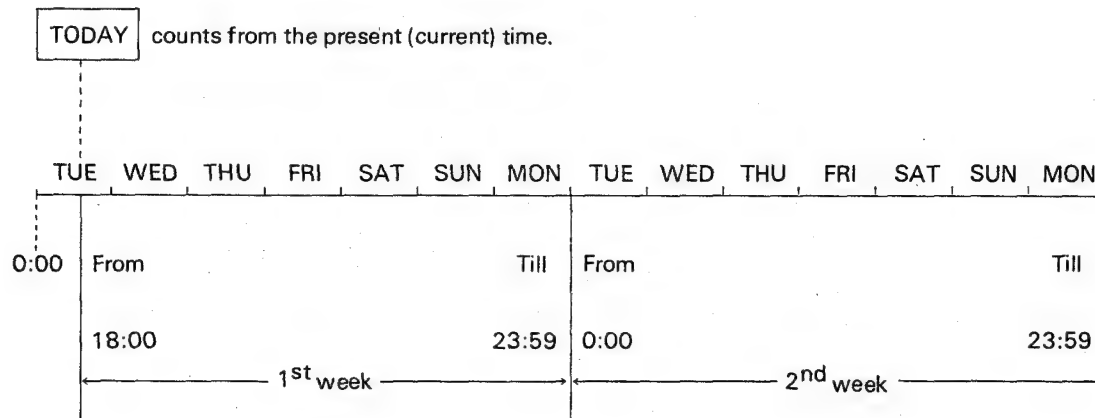 TODAY counts from the present (current) time.
TUE WED THU FRI SAT SUN MON TUE WED THU FRI SAT SUN MON
0:00 From Till From Till
18:00 23:59 0:00 23:59
1st week 2nd week